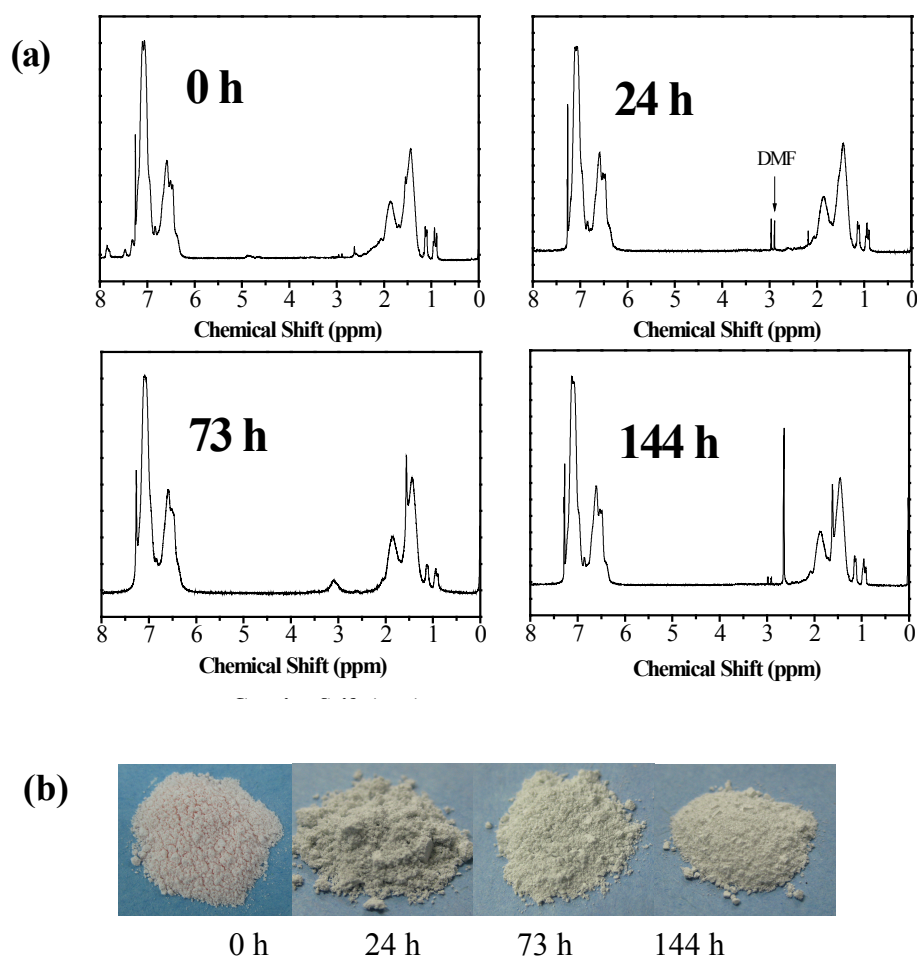 (a)
0 h
24 h
DMF
8 7 6 5 4 3 2 1 0
8 7 6 5 4 3 2 1 0
Chemical Shift (ppm)
Chemical Shift (ppm)
73 h
144 h
8 7 6 5 4 3 2 1 0
8 7 6 5 4 3 2 1 0
Chemical Shift (ppm)
Chemical Shift (ppm)
(b)
0 h 24 h 73 h 144 h